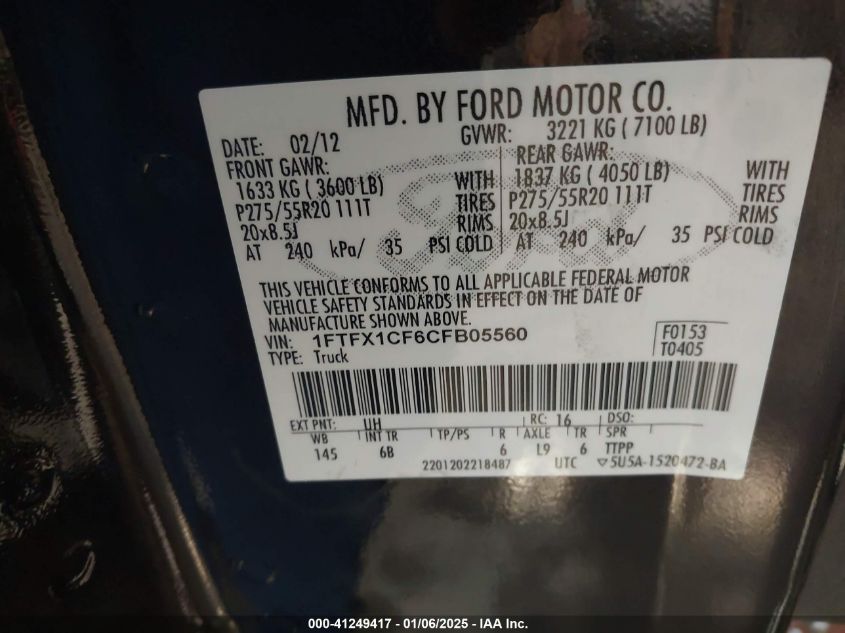 MFD. BY FORD MOTOR CO.
DATE: 02/12 GVWR: 3221 KG ( 7100 LB)
FRONT GAWR: REAR GAWR:
1633 KG ( 3600 LB) WITH 1837 KG ( 4050 LB) WITH
P275/55R20 111T TIRES P275/55R20 111T TIRES
20x8.5J RIMS 20x8.5J RIMS
AT 240 kPa/ 35 PSI COLD AT 240 kPa/ 35 PSI COLD
THIS VEHICLE CONFORMS TO ALL APPLICABLE FEDERAL MOTOR
VEHICLE SAFETY STANDARDS IN EFFECT ON THE DATE OF
MANUFACTURE SHOWN ABOVE.
VIN: 1FTFX1CF6CFB05560 F0153
TYPE: Truck T0405
EXT PNT: UH RC: 16 DSO:
WB INT TR TP/PS R AXLE TR SPR
145 6B 6 L9 6 TTPP
2201202218487 UTC ▽5U5A-1520472-BA
000-41249417 - 01/06/2025 - IAA Inc.